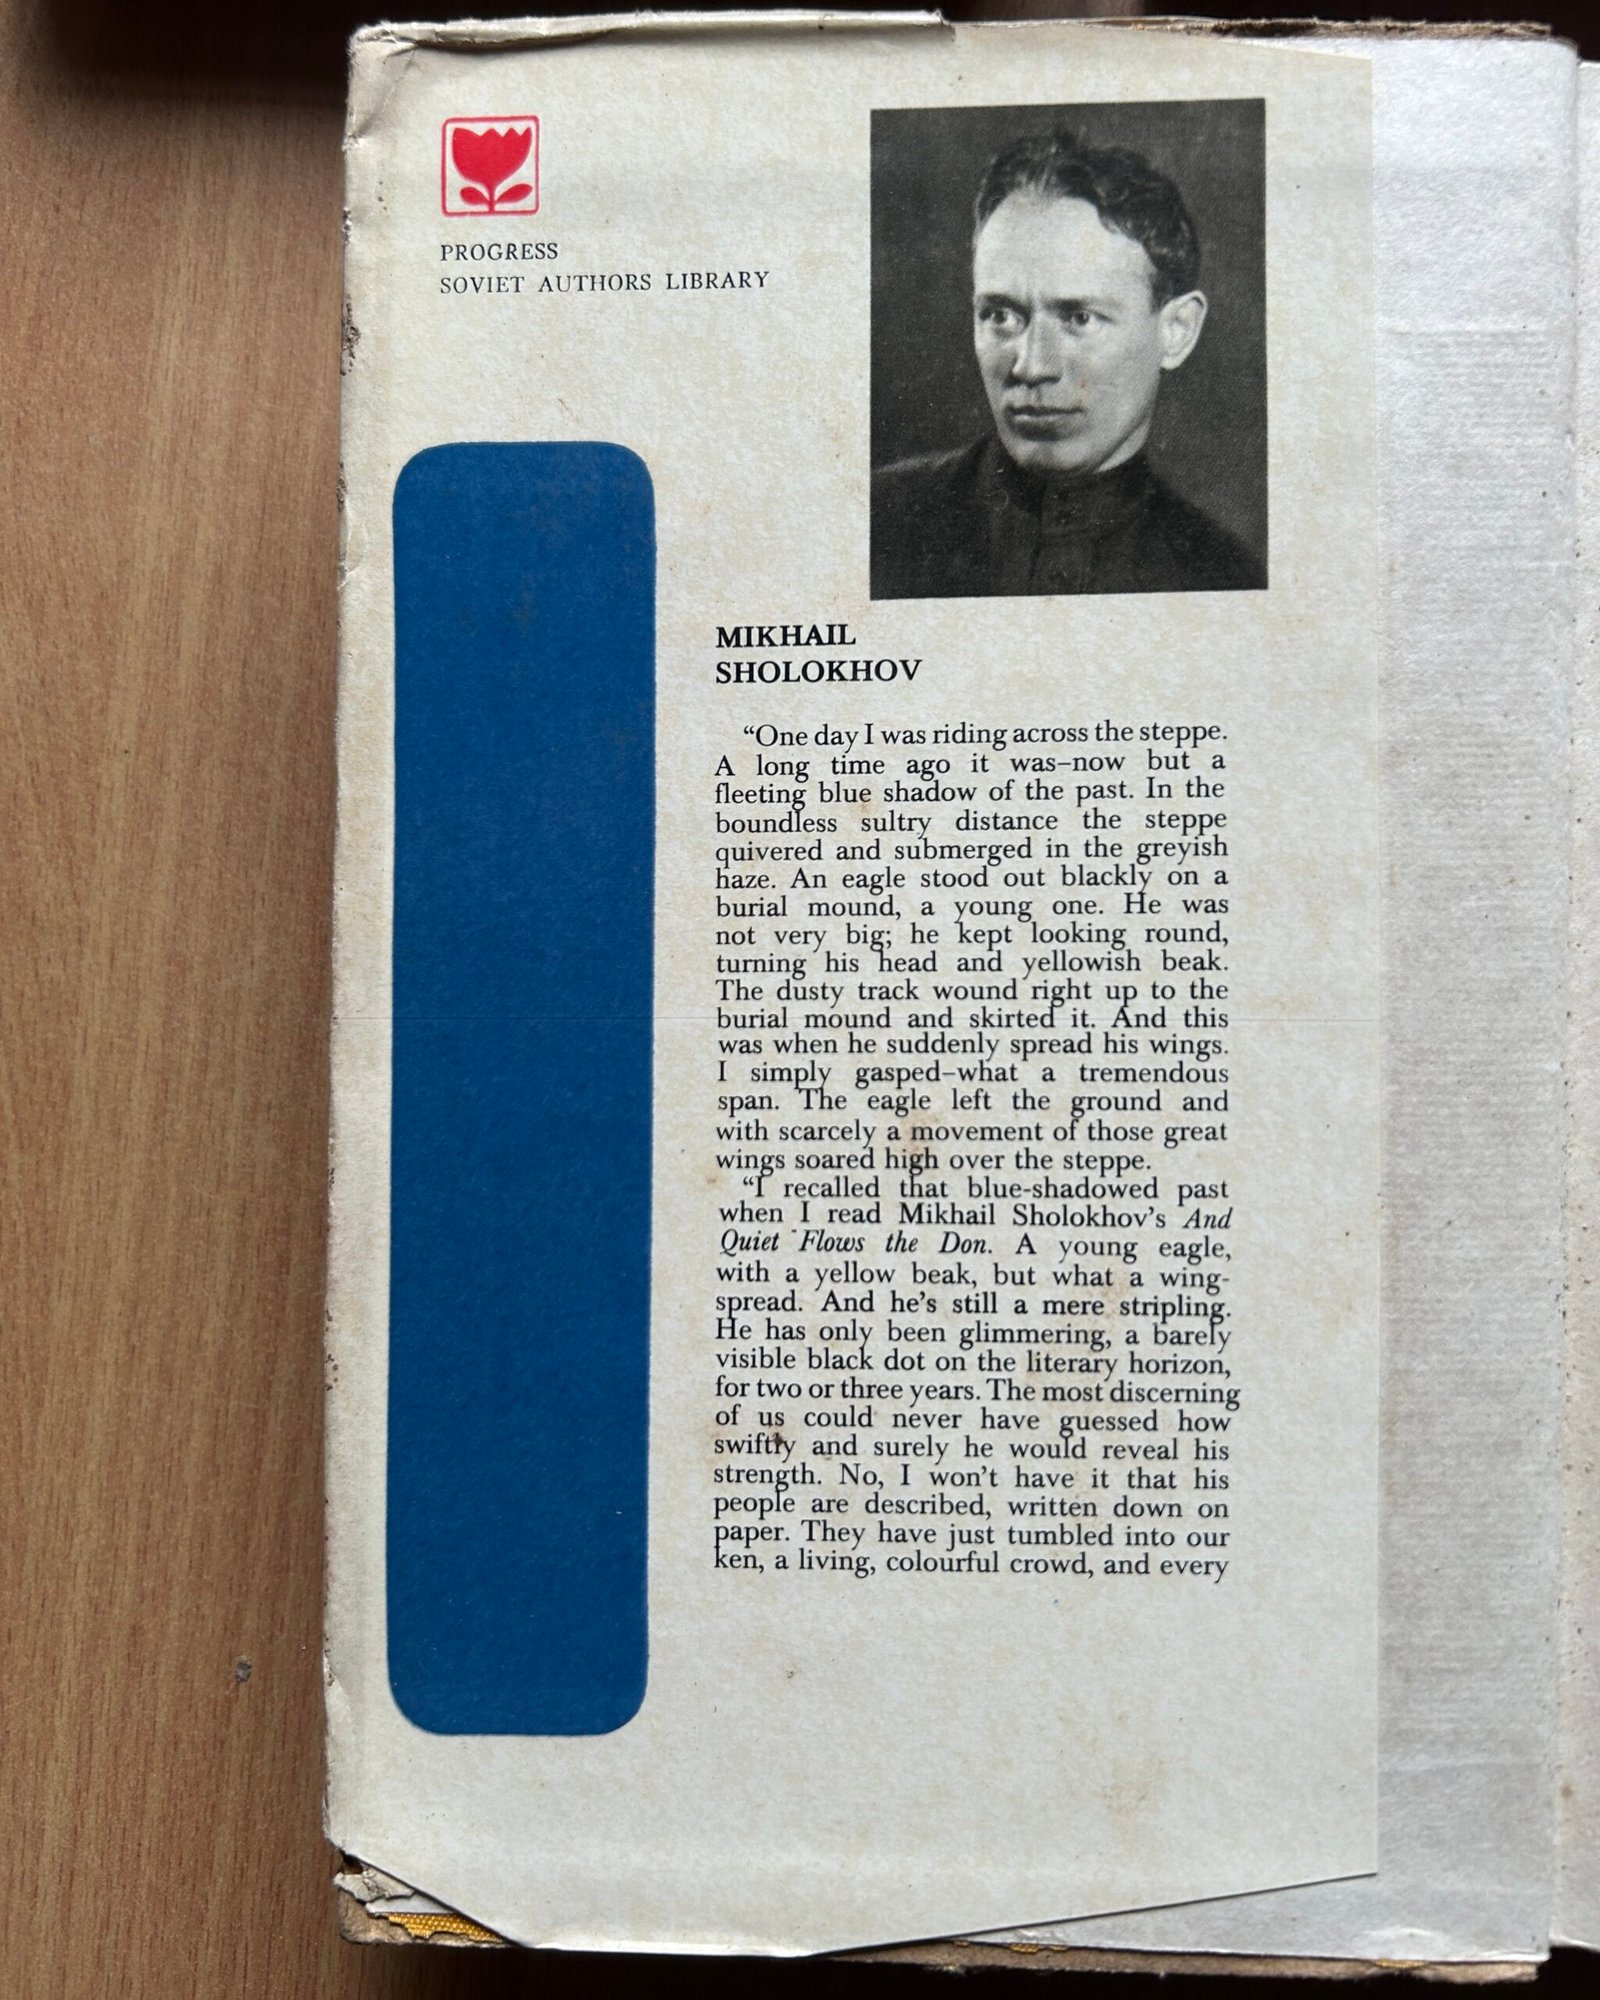 PROGRESS
SOVIET AUTHORS LIBRARY
MIKHAIL
SHOLOKHOV
“One day I was riding across the steppe.
A long time ago it was–now but a
fleeting blue shadow of the past. In the
boundless sultry distance the steppe
quivered and submerged in the greyish
haze. An eagle stood out blackly on a
burial mound, a young one. He was
not very big; he kept looking round,
turning his head and yellowish beak.
The dusty track wound right up to the
burial mound and skirted it. And this
was when he suddenly spread his wings.
I simply gasped–what a tremendous
span. The eagle left the ground and
with scarcely a movement of those great
wings soared high over the steppe.
“I recalled that blue-shadowed past
when I read Mikhail Sholokhov’s And
Quiet Flows the Don. A young eagle,
with a yellow beak, but what a wing-
spread. And he’s still a mere stripling.
He has only been glimmering, a barely
visible black dot on the literary horizon,
for two or three years. The most discerning
of us could never have guessed how
swiftly and surely he would reveal his
strength. No, I won’t have it that his
people are described, written down on
paper. They have just tumbled into our
ken, a living, colourful crowd, and every